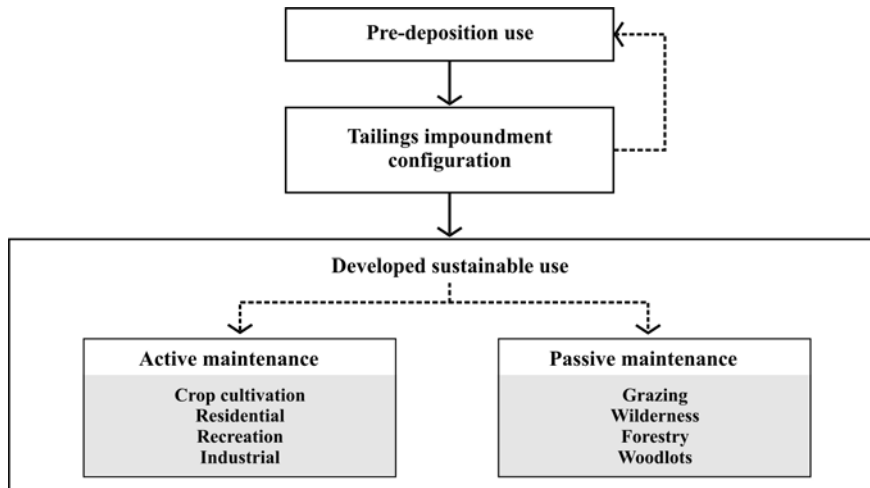 Pre-deposition use
Tailings impoundment
configuration
Developed sustainable use
Active maintenance
Crop cultivation
Residential
Recreation
Industrial
Passive maintenance
Grazing
Wilderness
Forestry
Woodlots